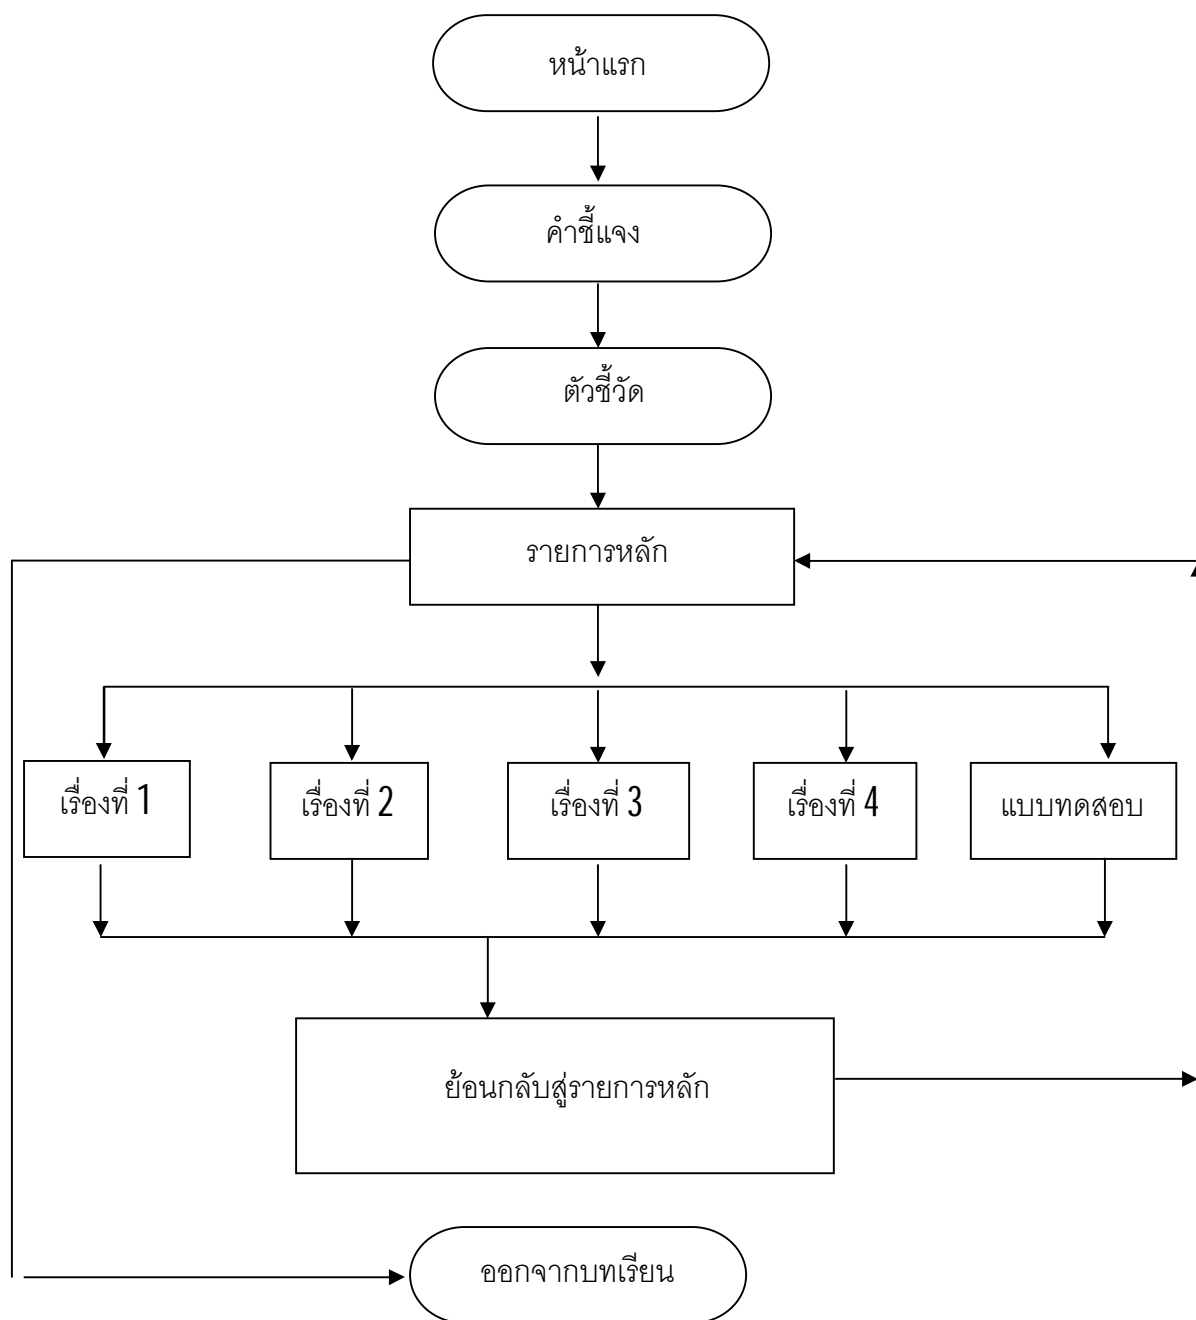 หน้าแรก
คำชี้แจง
ตัวชี้วัด
รายการหลัก
เรื่องที่ 1
เรื่องที่ 2
เรื่องที่ 3
เรื่องที่ 4
แบบทดสอบ
ย้อนกลับสู่รายการหลัก
ออกจากบทเรียน